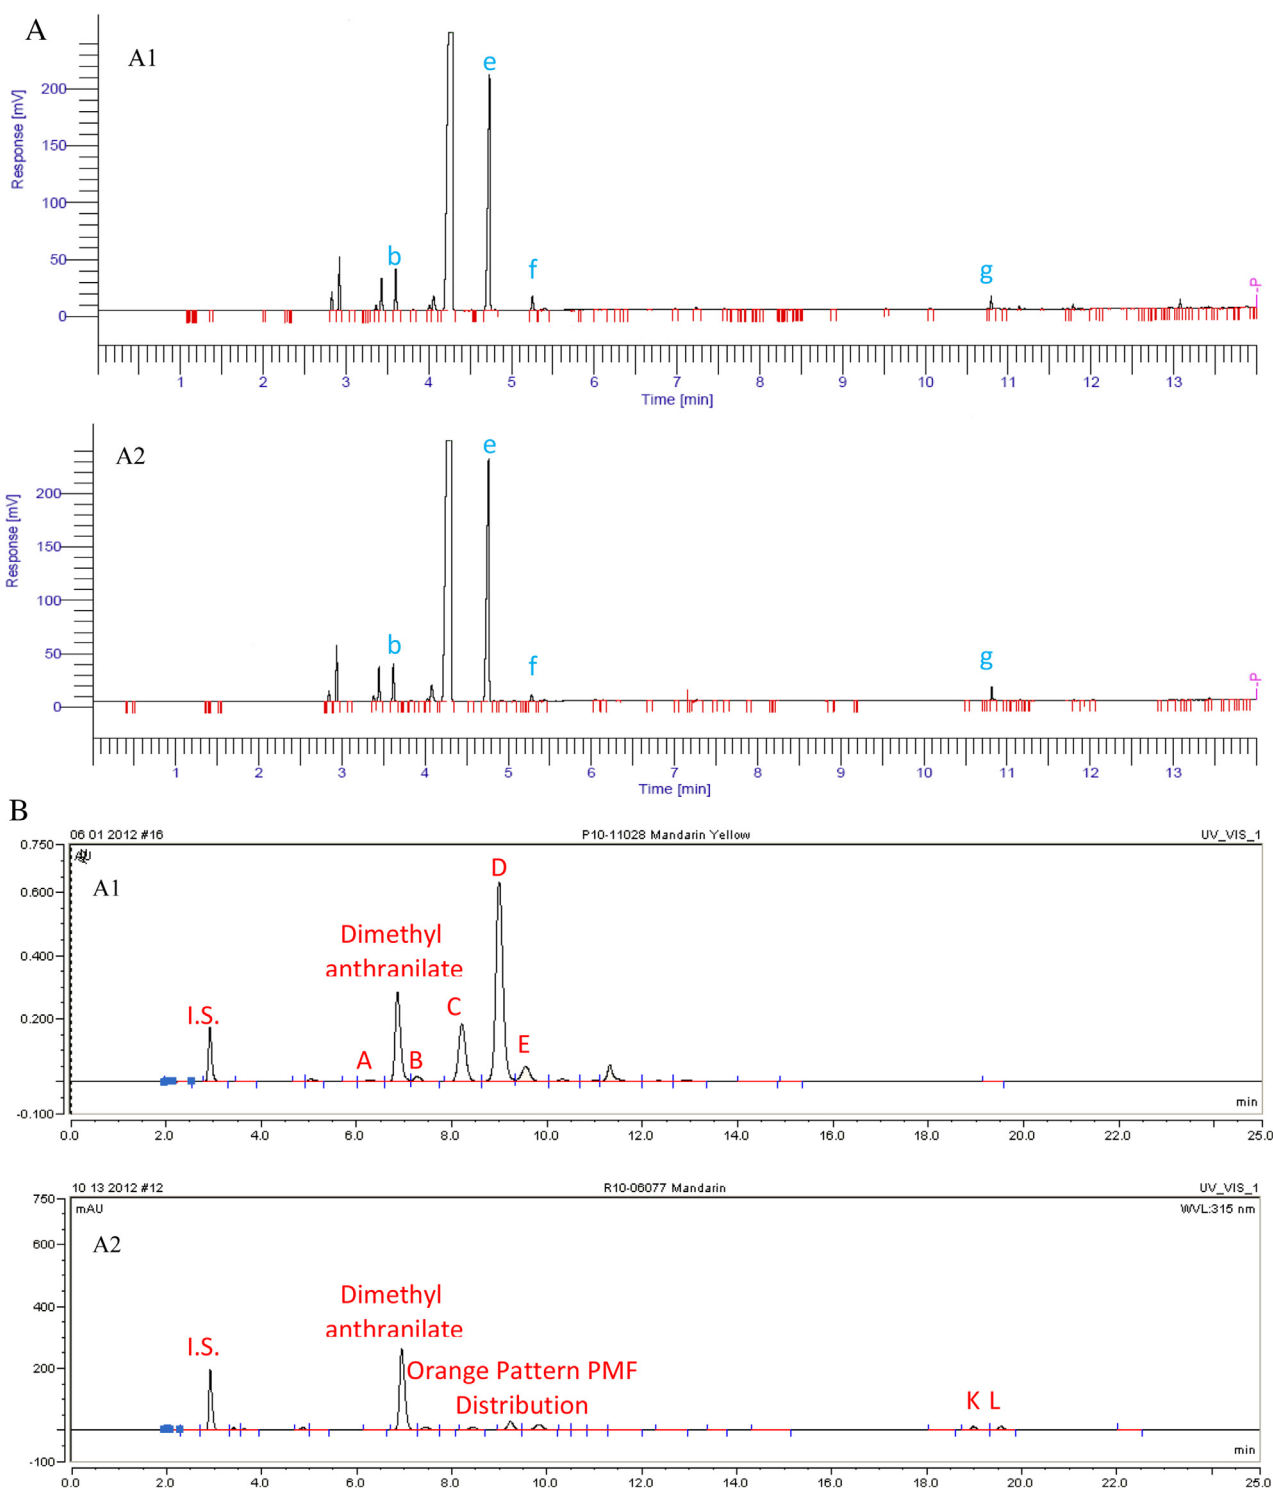 A
A1
e
b
f
g
-P
Response [mV]
200
150
100
50
0
1 2 3 4 5 6 7 8 9 10 11 12 13
Time [min]
A2
e
b
f
g
-P
Response [mV]
200
150
100
50
0
1 2 3 4 5 6 7 8 9 10 11 12 13
Time [min]
B
06 01 2012 #16 P10-11028 Mandarin Yellow UV_VIS_1
0.750
0.600
0.400
0.200
-0.100
A1
D
Dimethyl
anthranilate
C
I.S.
E
A
B
min
0.0 2.0 4.0 6.0 8.0 10.0 12.0 14.0 16.0 18.0 20.0 22.0 25.0
10 13 2012 #12 R10-06077 Mandarin UV_VIS_1
750
mAU WVL:315 nm
600
400
200
-100
A2
Dimethyl
anthranilate
I.S.
Orange Pattern PMF
Distribution
K L
min
0.0 2.0 4.0 6.0 8.0 10.0 12.0 14.0 16.0 18.0 20.0 22.0 25.0